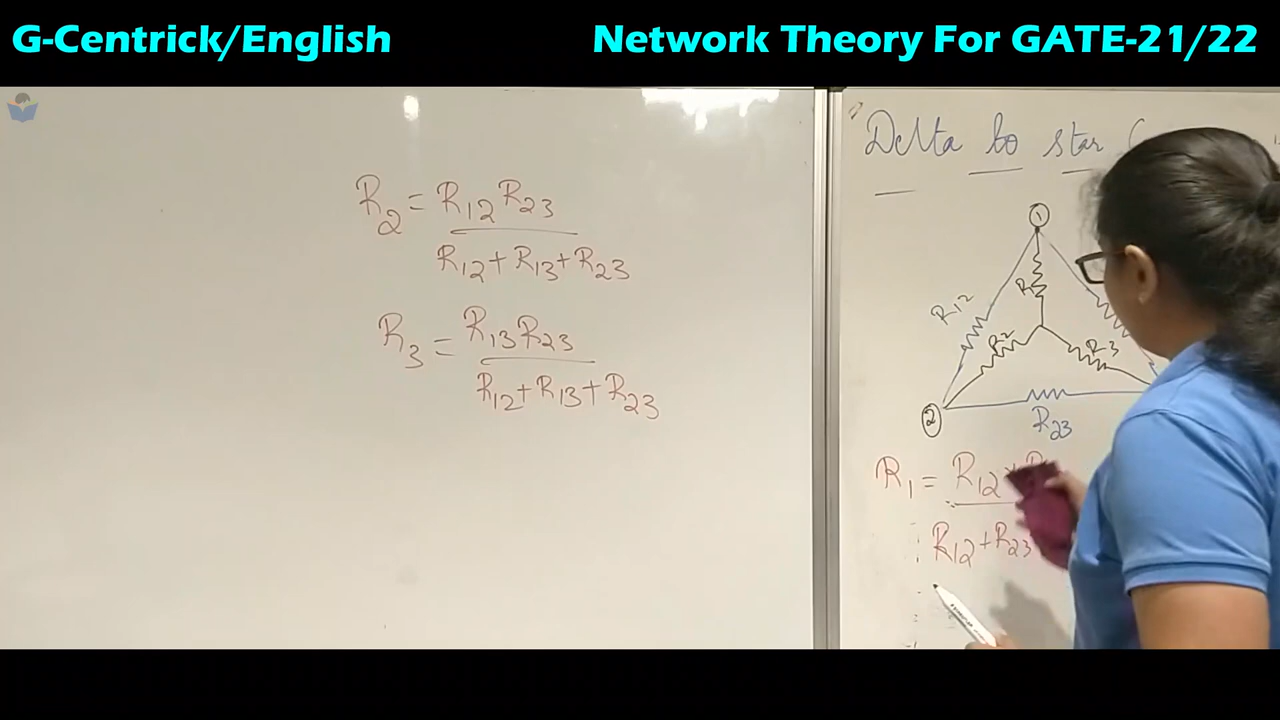 G-Centrick/English
Network Theory For GATE-21/22
R2 = R12 R23
R12 + R13 + R23
R3 = R13 R23
R12 + R13 + R23
Delta to star (
1
R12
R2
R3
2
R23
R1 = R12
R12 + R23